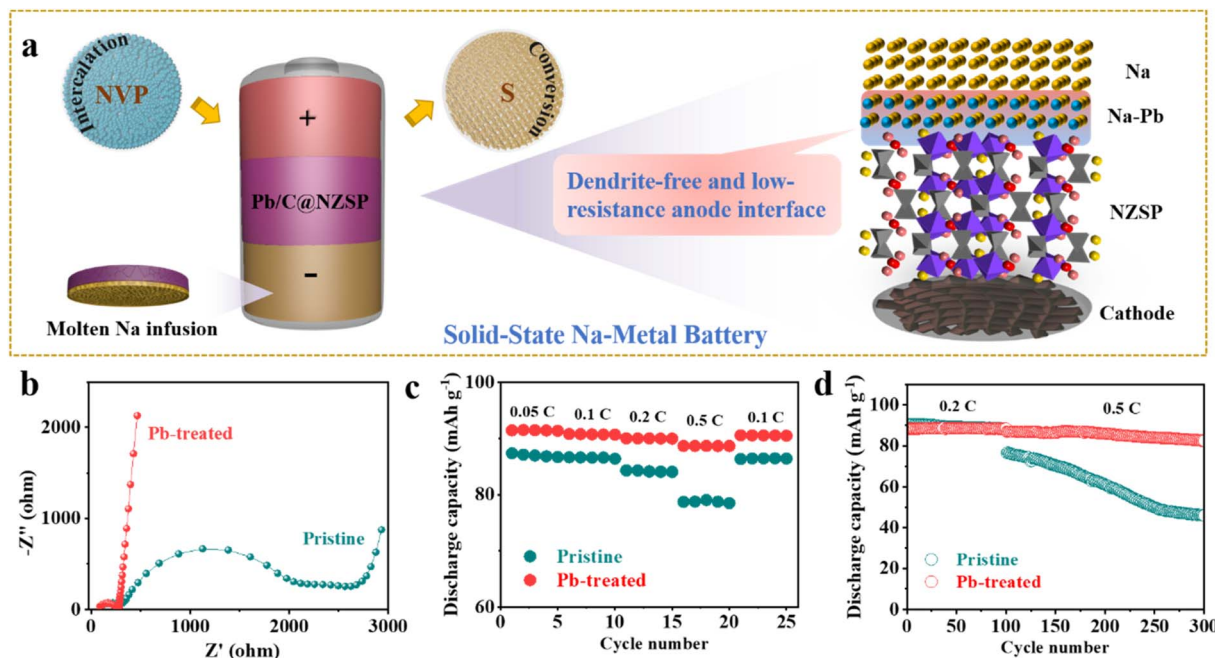 a
Intercalation
NVP
+
Pb/C@NZSP
-
Molten Na infusion
S
Conversion
Dendrite-free and low-
resistance anode interface
Solid-State Na-Metal Battery
Na
Na-Pb
NZSP
Cathode
b
-Z'' (ohm)
2000
1000
0
Pb-treated
Pristine
0 1000 2000 3000
Z' (ohm)
c
Discharge capacity (mAh g⁻¹)
100
80
60
0.05 C 0.1 C 0.2 C 0.5 C 0.1 C
Pristine
Pb-treated
0 5 10 15 20 25
Cycle number
d
Discharge capacity (mAh g⁻¹)
100
80
60
40
20
0
0.2 C 0.5 C
Pristine
Pb-treated
0 50 100 150 200 250 300
Cycle number